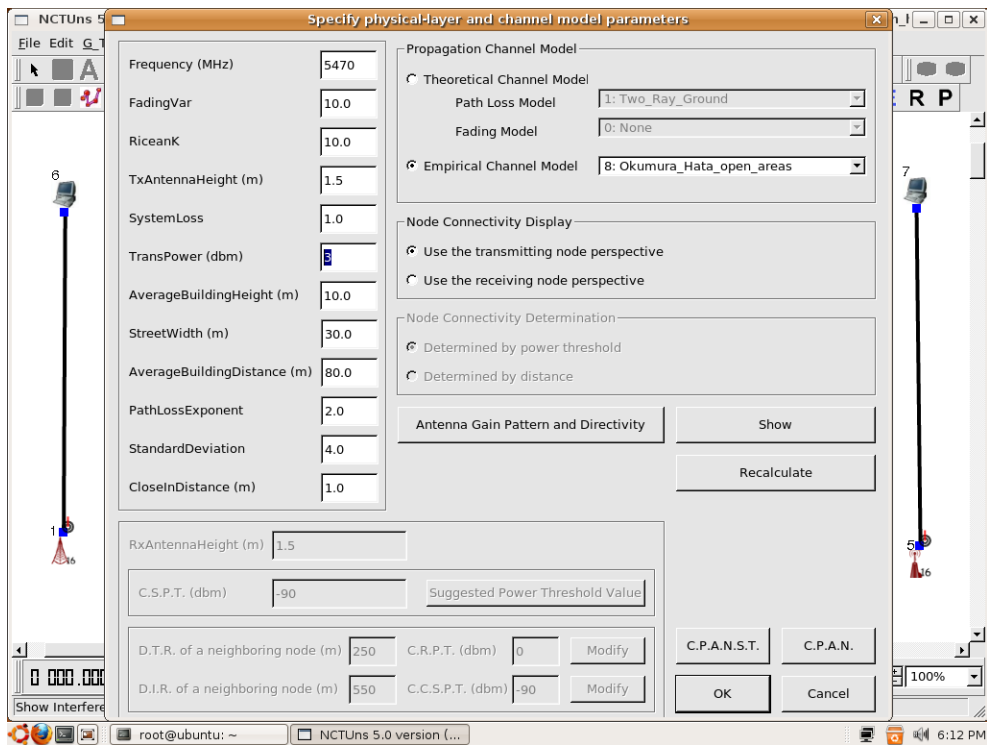 NCTUns 5
Specify physical-layer and channel model parameters
File Edit G_T
A
R P
6
1
16
7
5
16
Frequency (MHz) 5470
FadingVar 10.0
RiceanK 10.0
TxAntennaHeight (m) 1.5
SystemLoss 1.0
TransPower (dbm) 3
AverageBuildingHeight (m) 10.0
StreetWidth (m) 30.0
AverageBuildingDistance (m) 80.0
PathLossExponent 2.0
StandardDeviation 4.0
CloseInDistance (m) 1.0
Propagation Channel Model
Theoretical Channel Model
Path Loss Model 1: Two_Ray_Ground
Fading Model 0: None
Empirical Channel Model 8: Okumura_Hata_open_areas
Node Connectivity Display
Use the transmitting node perspective
Use the receiving node perspective
Node Connectivity Determination
Determined by power threshold
Determined by distance
Antenna Gain Pattern and Directivity
Show
Recalculate
RxAntennaHeight (m) 1.5
C.S.P.T. (dbm) -90 Suggested Power Threshold Value
D.T.R. of a neighboring node (m) 250 C.R.P.T. (dbm) 0 Modify
D.I.R. of a neighboring node (m) 550 C.C.S.P.T. (dbm) -90 Modify
C.P.A.N.S.T. C.P.A.N.
OK Cancel
0 000.000
100%
Show Interfere
root@ubuntu: ~
NCTUns 5.0 version (...
6:12 PM